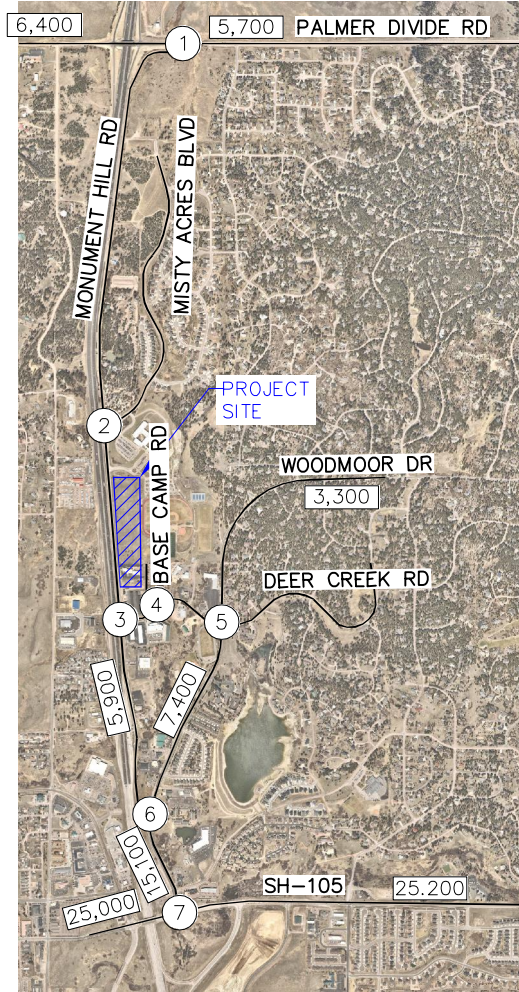 6,400
5,700
PALMER DIVIDE RD
1
MONUMENT HILL RD
MISTY ACRES BLVD
PROJECT
SITE
2
BASE CAMP RD
WOODMOOR DR
3,300
DEER CREEK RD
3
4
5
5,900
7,400
6
15,100
SH-105
25.200
25,000
7